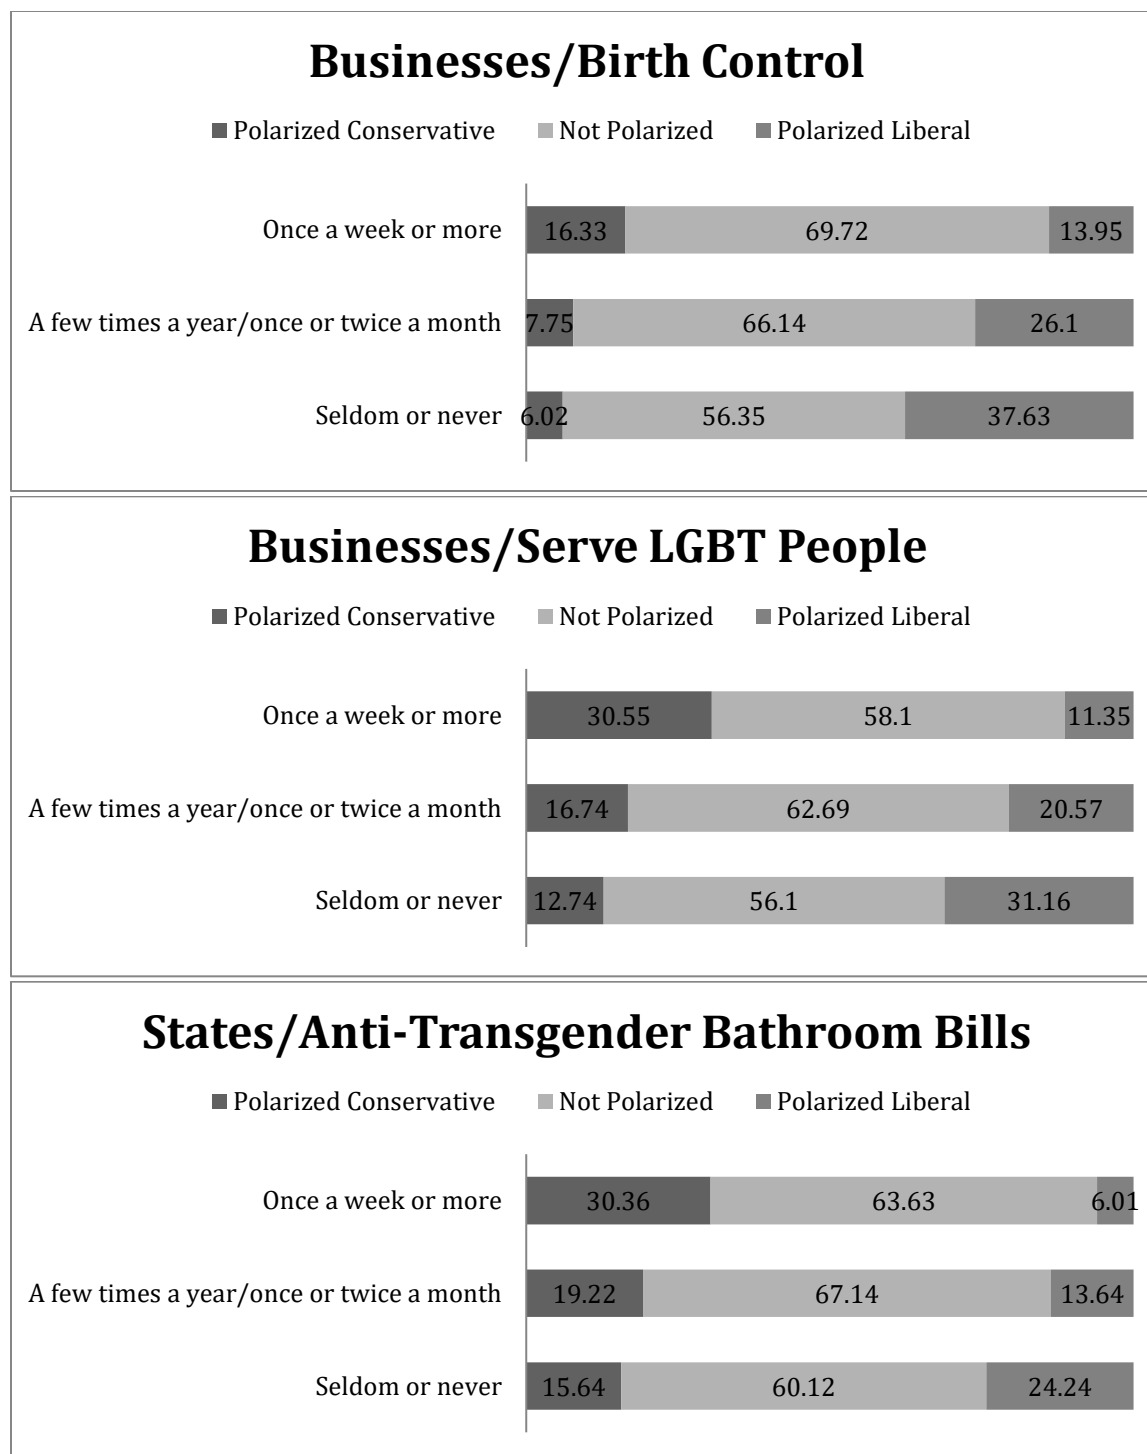 Businesses/Birth Control
Polarized Conservative Not Polarized Polarized Liberal
Once a week or more 16.33 69.72 13.95
A few times a year/once or twice a month 7.75 66.14 26.1
Seldom or never 6.02 56.35 37.63
Businesses/Serve LGBT People
Polarized Conservative Not Polarized Polarized Liberal
Once a week or more 30.55 58.1 11.35
A few times a year/once or twice a month 16.74 62.69 20.57
Seldom or never 12.74 56.1 31.16
States/Anti-Transgender Bathroom Bills
Polarized Conservative Not Polarized Polarized Liberal
Once a week or more 30.36 63.63 6.01
A few times a year/once or twice a month 19.22 67.14 13.64
Seldom or never 15.64 60.12 24.24